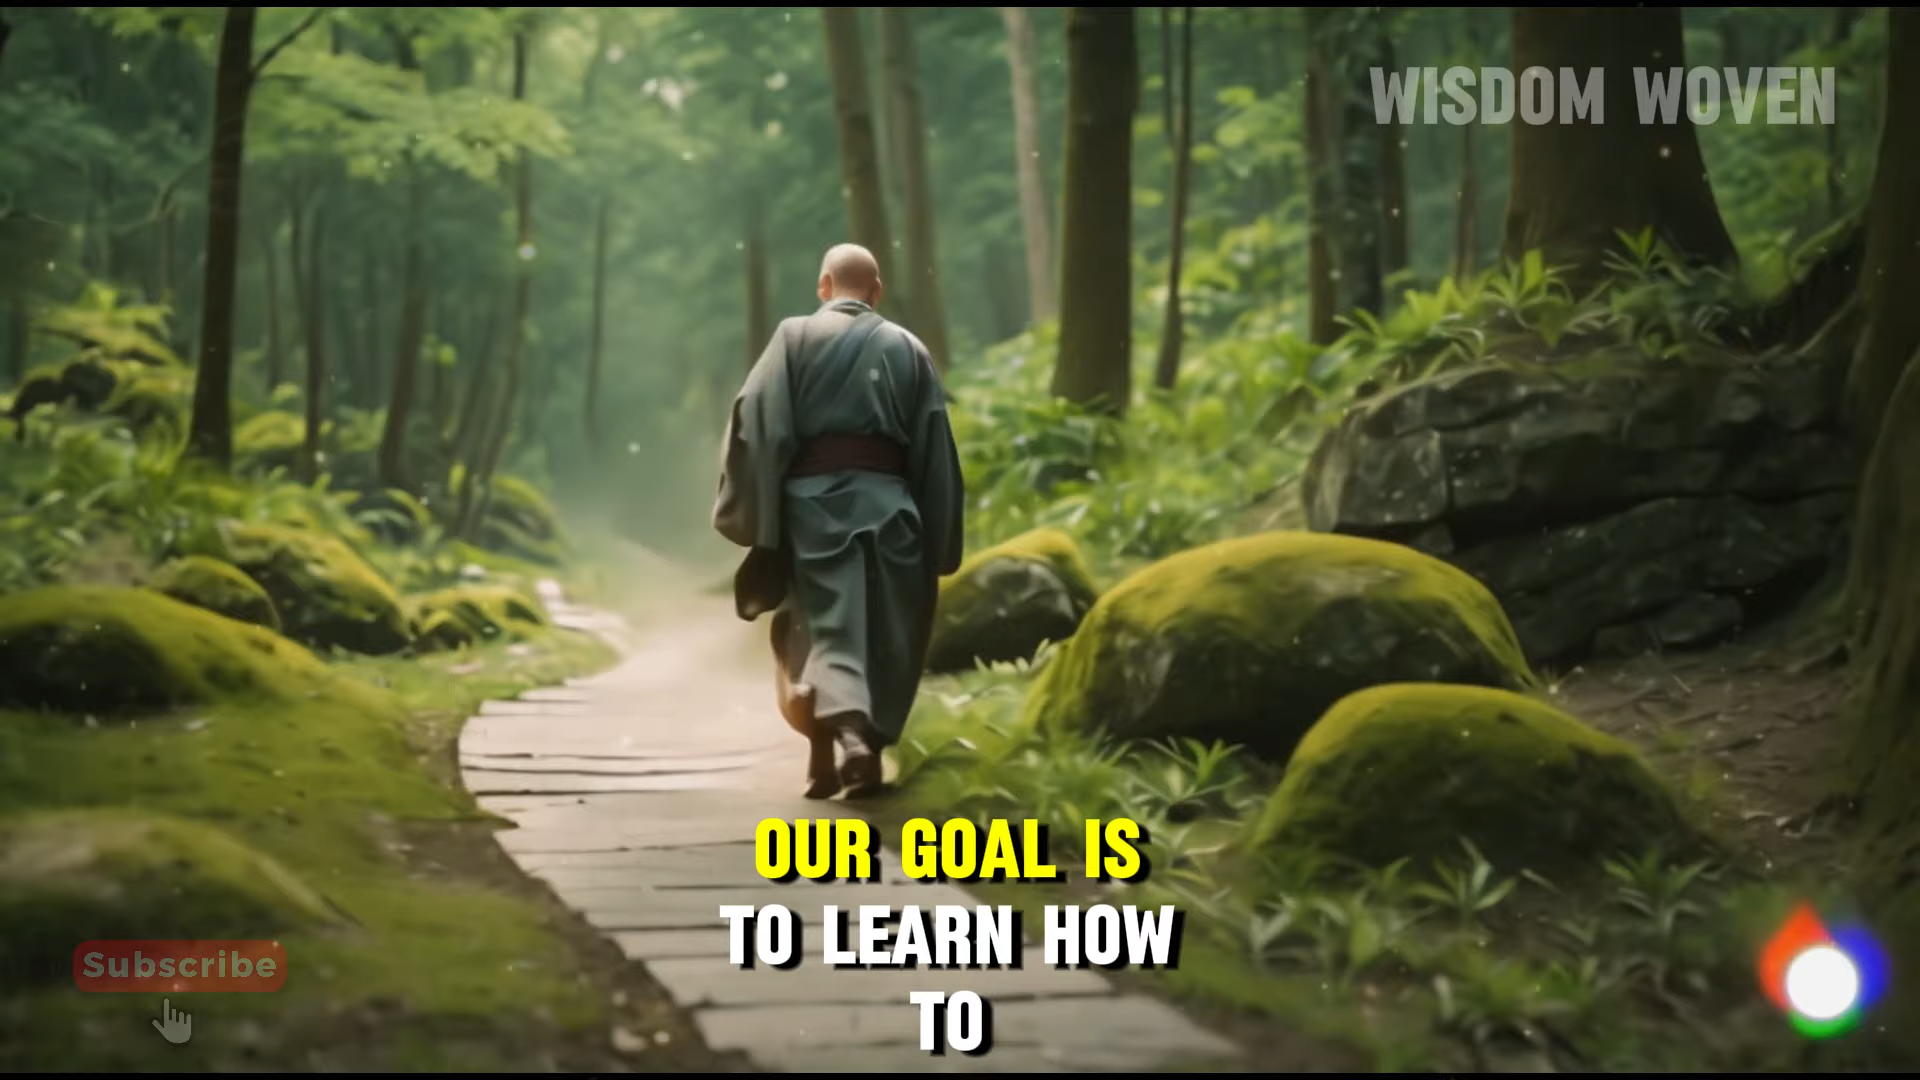 WISDOM WOVEN
OUR GOAL IS
TO LEARN HOW
TO
Subscribe